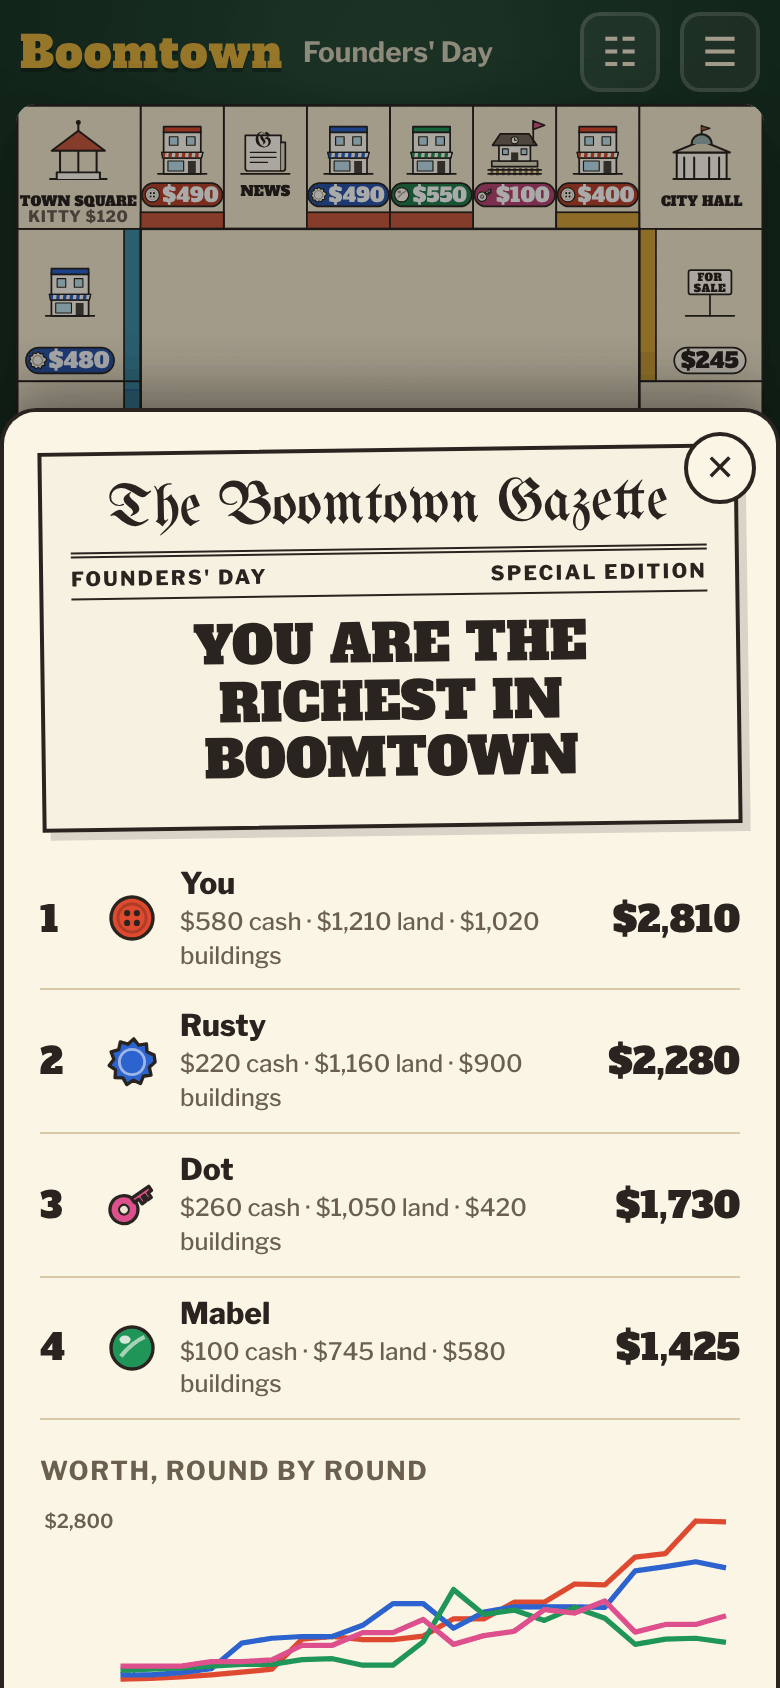 Boomtown Founders' Day
TOWN SQUARE
KITTY $120
$490
NEWS
$490
$550
$100
$400
CITY HALL
$480
FOR
SALE
$245
The Boomtown Gazette
FOUNDERS' DAY SPECIAL EDITION
YOU ARE THE
RICHEST IN
BOOMTOWN
1 You $2,810
$580 cash · $1,210 land · $1,020
buildings
2 Rusty $2,280
$220 cash · $1,160 land · $900
buildings
3 Dot $1,730
$260 cash · $1,050 land · $420
buildings
4 Mabel $1,425
$100 cash · $745 land · $580
buildings
WORTH, ROUND BY ROUND
$2,800